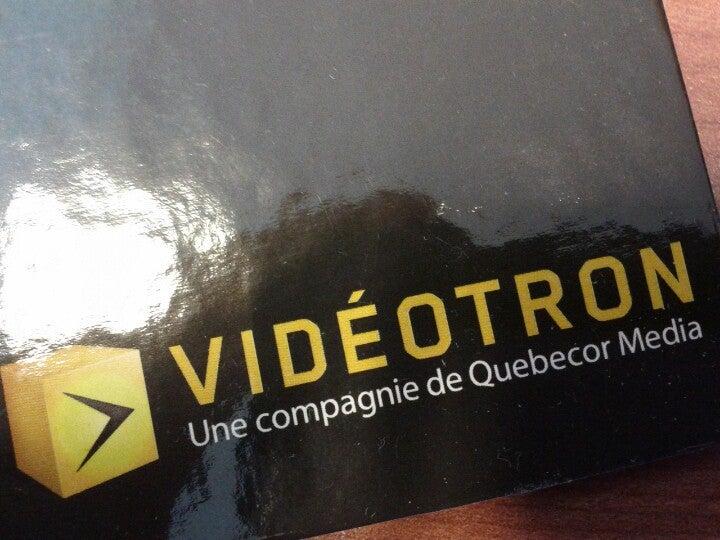 VIDÉOTRON
Une compagnie de Quebecor Media